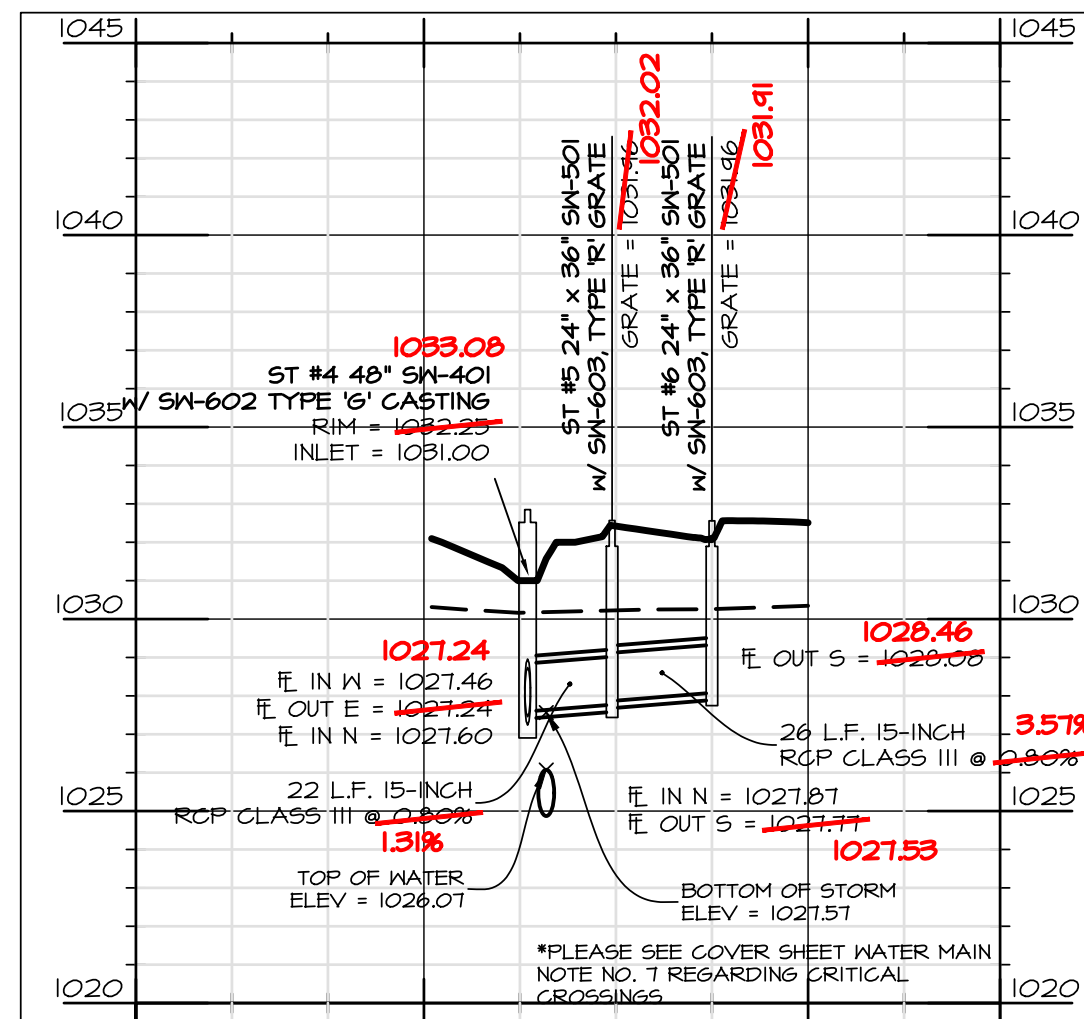 1045
1045
1040
1040
1035
1035
1030
1030
1025
1025
1020
1020
1033.08
ST #4 48" SW-401
W/ SW-602 TYPE 'G' CASTING
RIM = 1032.25
INLET = 1031.00
ST #5 24" x 36" SW-501
W/ SW-603, TYPE 'R' GRATE
GRATE = 1031.96
1032.02
ST #6 24" x 36" SW-501
W/ SW-603, TYPE 'R' GRATE
GRATE = 1031.96
1031.91
1027.24
FL IN W = 1027.46
FL OUT E = 1027.24
FL IN N = 1027.60
1028.46
FL OUT S = 1028.08
26 L.F. 15-INCH
3.57%
RCP CLASS III @ 0.80%
22 L.F. 15-INCH
RCP CLASS III @ 0.80%
1.31%
FL IN N = 1027.87
FL OUT S = 1027.77
1027.53
TOP OF WATER
ELEV = 1026.07
BOTTOM OF STORM
ELEV = 1027.57
*PLEASE SEE COVER SHEET WATER MAIN
NOTE NO. 7 REGARDING CRITICAL
CROSSINGS